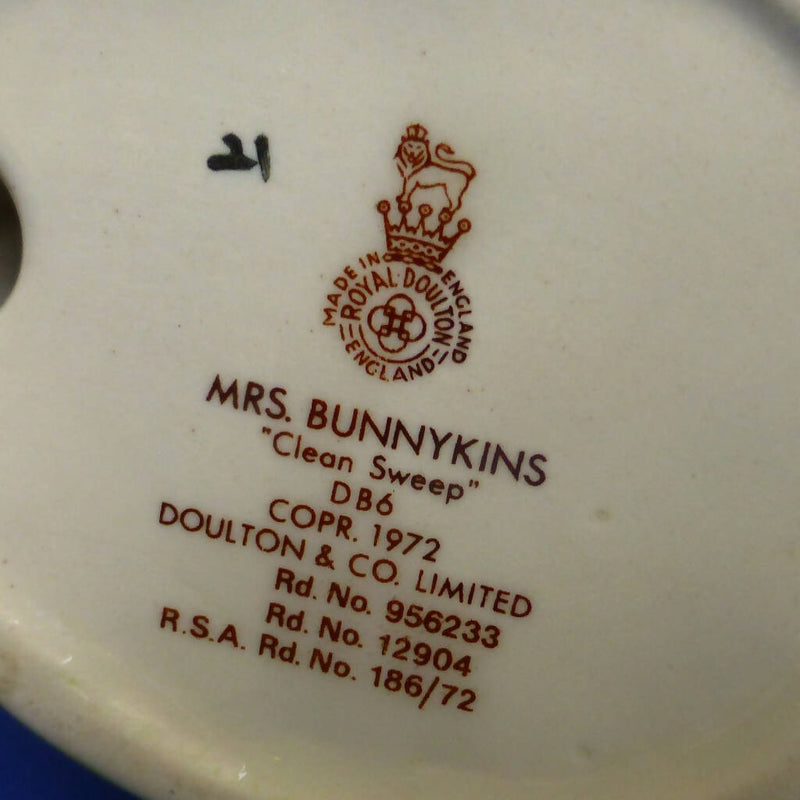 21
MADE IN ENGLAND
ROYAL DOULTON
ENGLAND
MRS. BUNNYKINS
"Clean Sweep"
DB6
COPR. 1972
DOULTON & CO. LIMITED
Rd. No. 956233
Rd. No. 12904
R.S.A. Rd. No. 186/72